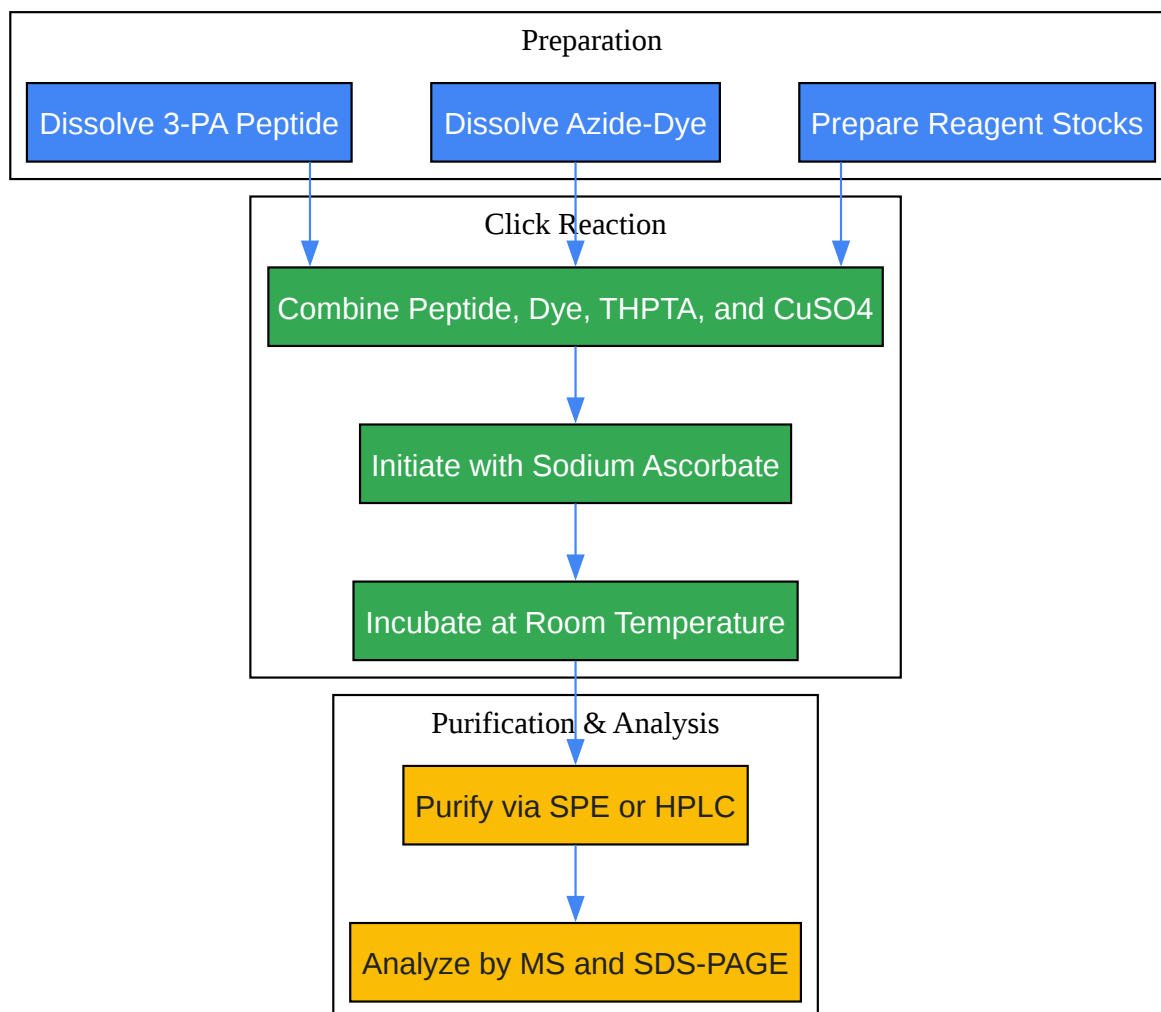 Preparation
Dissolve 3-PA Peptide
Dissolve Azide-Dye
Prepare Reagent Stocks
Click Reaction
Combine Peptide, Dye, THPTA, and CuSO4
Initiate with Sodium Ascorbate
Incubate at Room Temperature
Purification & Analysis
Purify via SPE or HPLC
Analyze by MS and SDS-PAGE